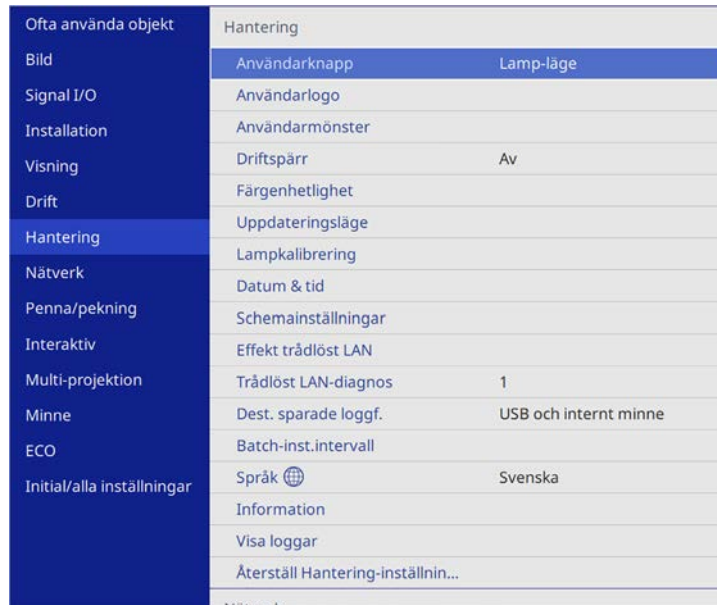 Ofta använda objekt
Bild
Signal I/O
Installation
Visning
Drift
Hantering
Nätverk
Penna/pekning
Interaktiv
Multi-projektion
Minne
ECO
Initial/alla inställningar
Hantering
Användarknapp Lamp-läge
Användarlogo
Användarmönster
Driftspärr Av
Färgenhetlighet
Uppdateringsläge
Lampkalibrering
Datum & tid
Schemainställningar
Effekt trådlöst LAN
Trådlöst LAN-diagnos 1
Dest. sparade loggf. USB och internt minne
Batch-inst.intervall
Språk Svenska
Information
Visa loggar
Återställ Hantering-inställnin...